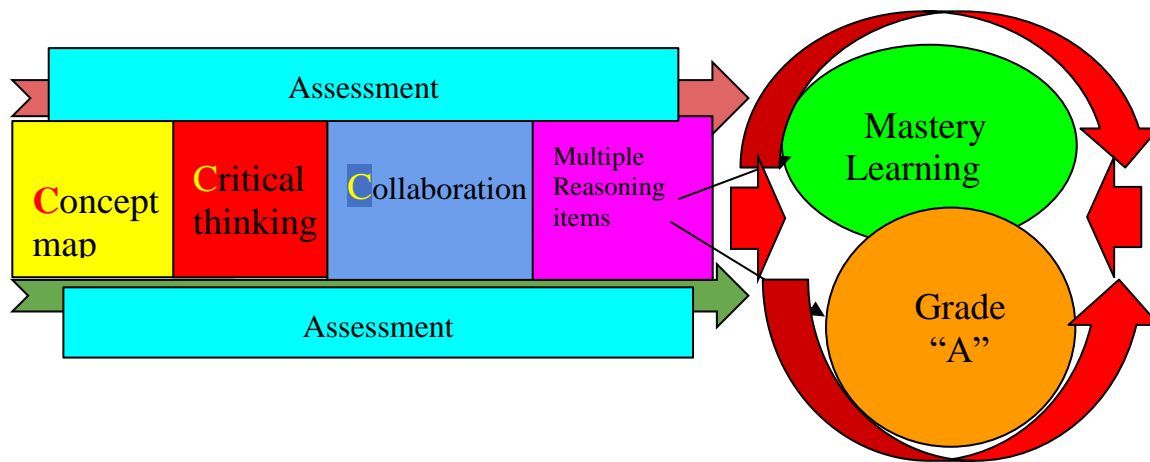 Assessment
Concept
map
Critical
thinking
Collaboration
Multiple
Reasoning
items
Mastery
Learning
Grade
“A”
Assessment